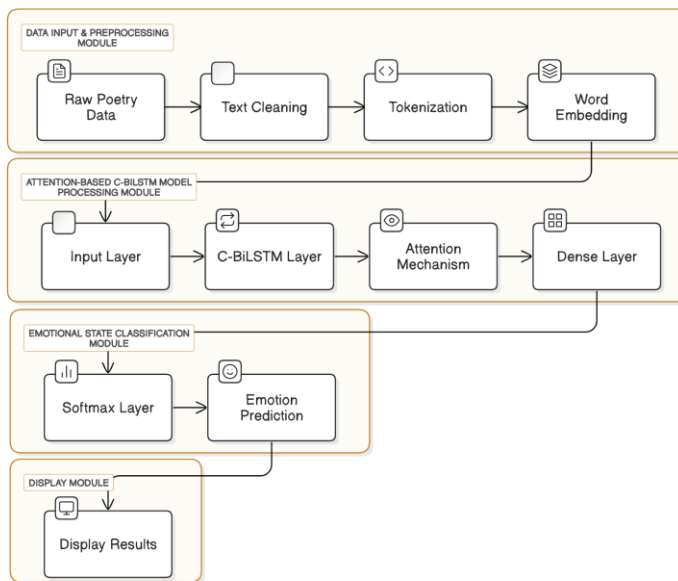 DATA INPUT & PREPROCESSING
MODULE
Raw Poetry
Data
Text Cleaning
Tokenization
Word
Embedding
ATTENTION-BASED C-BILSTM MODEL
PROCESSING MODULE
Input Layer
C-BiLSTM Layer
Attention
Mechanism
Dense Layer
EMOTIONAL STATE CLASSIFICATION
MODULE
Softmax Layer
Emotion
Prediction
DISPLAY MODULE
Display Results